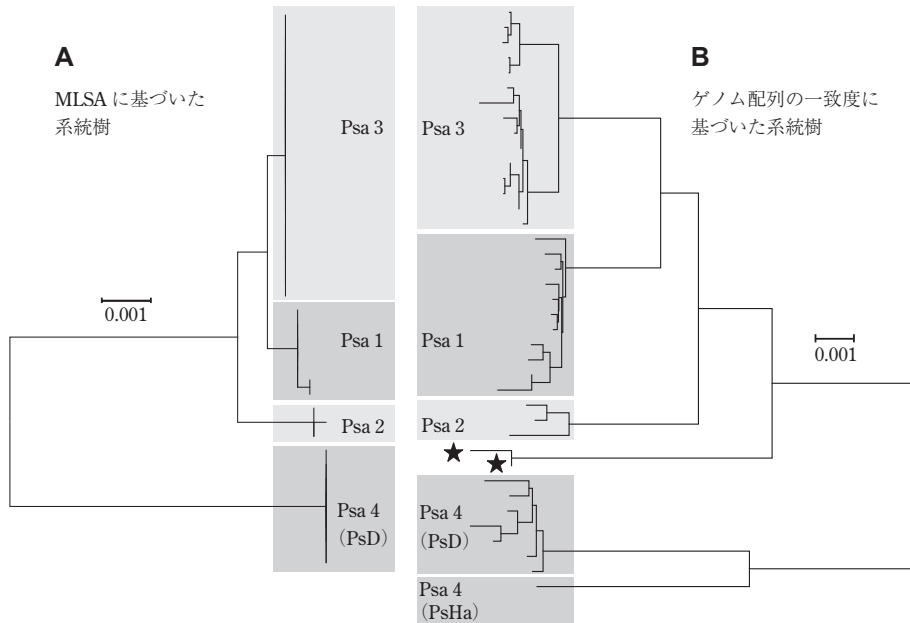 A
MLSA に基づいた
系統樹
0.001
Psa 3
Psa 1
Psa 2
Psa 4
（PsD）
Psa 3
Psa 1
Psa 2
★
★
Psa 4
（PsD）
Psa 4
（PsHa）
B
ゲノム配列の一致度に
基づいた系統樹
0.001